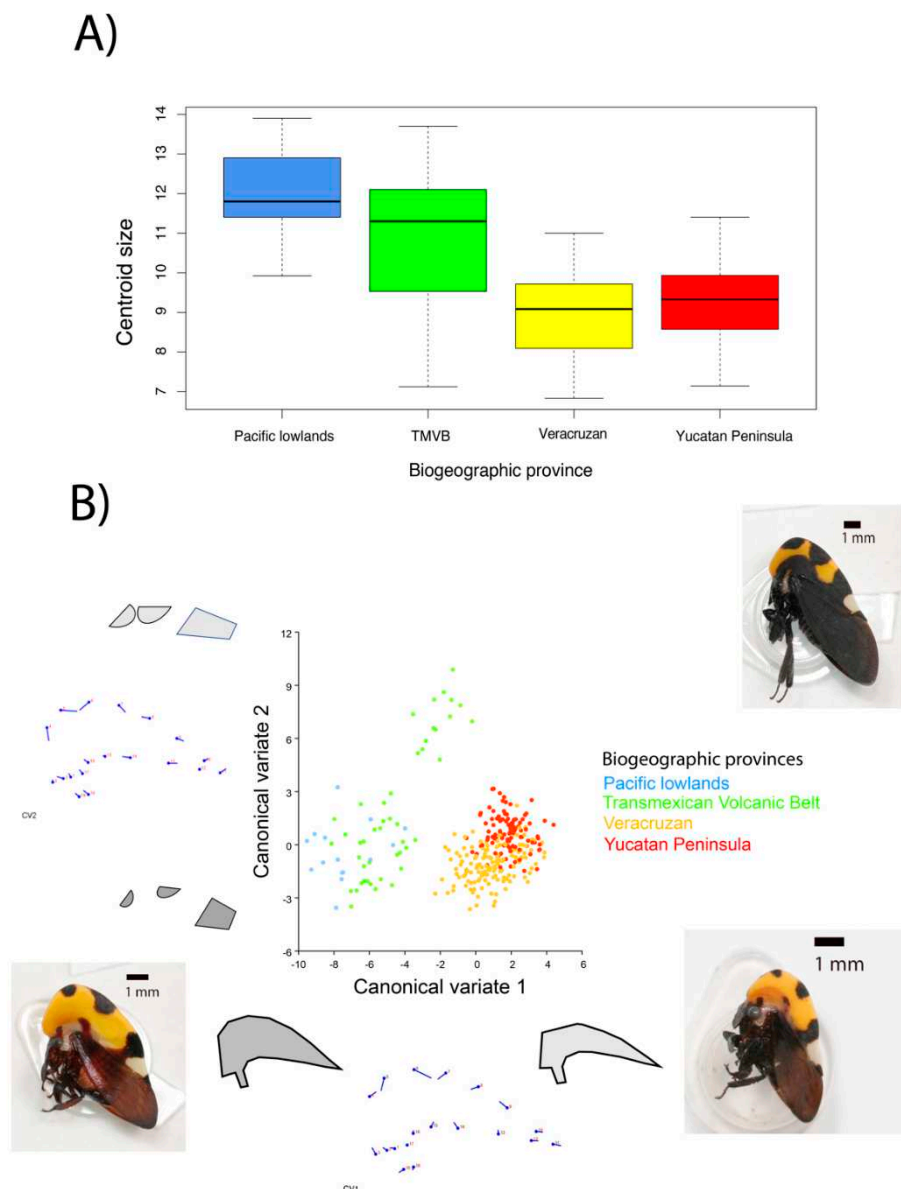 A)
Centroid size
14
13
12
11
10
9
8
7
Pacific lowlands TMVB Veracruzan Yucatan Peninsula
Biogeographic province
B)
1 mm
Canonical variate 2
12
9
6
3
0
-3
-6
-10 -8 -6 -4 -2 0 2 4 6
Canonical variate 1
CV2
Biogeographic provinces
Pacific lowlands
Transmexican Volcanic Belt
Veracruzan
Yucatan Peninsula
1 mm
1 mm
CV1